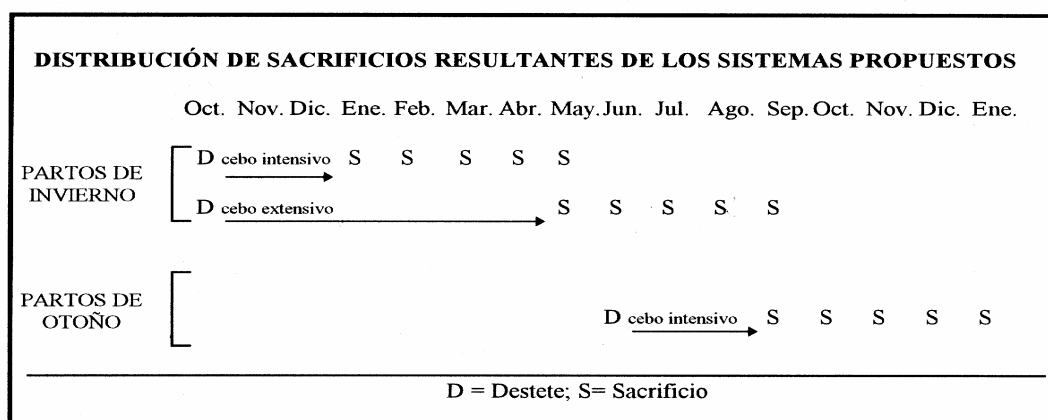 DISTRIBUCIÓN DE SACRIFICIOS RESULTANTES DE LOS SISTEMAS PROPUESTOS
Oct. Nov. Dic. Ene. Feb. Mar. Abr. May. Jun. Jul. Ago. Sep. Oct. Nov. Dic. Ene.
PARTOS DE
INVIERNO
D cebo intensivo S S S S S
D cebo extensivo S S S S S
PARTOS DE
OTOÑO
D cebo intensivo S S S S S
D = Destete; S= Sacrificio